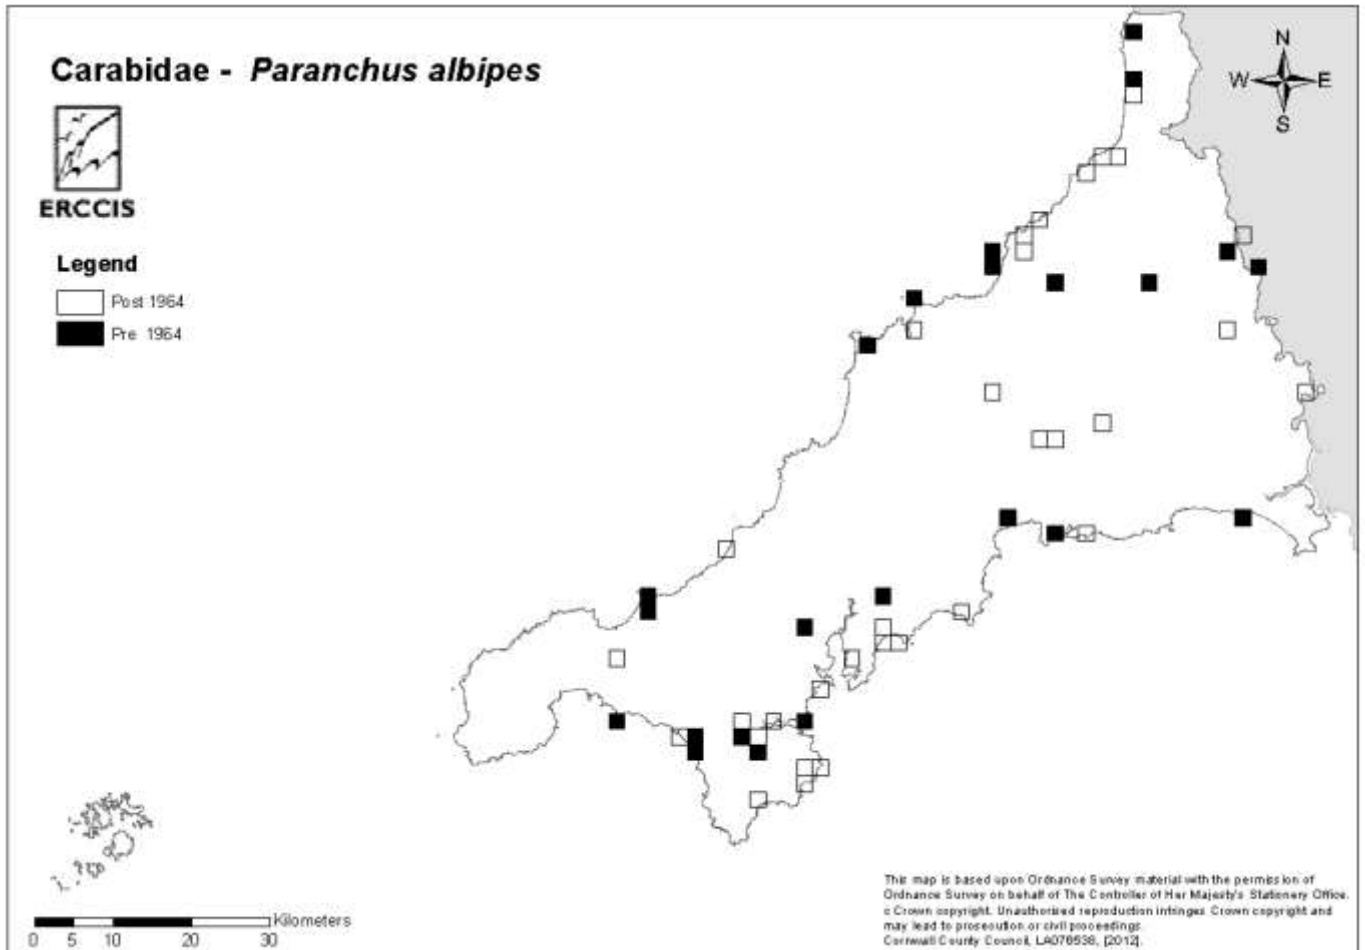 Carabidae - Paranchus albipes
ERCCIS
Legend
Post 1964
Pre 1964
N
W E
S
Kilometers
0 5 10 20 30
This map is based upon Ordnance Survey material with the permission of
Ordnance Survey on behalf of The Controller of Her Majesty's Stationery Office.
c Crown copyright. Unauthorised reproduction infringes Crown copyright and
may lead to prosecution or civil proceedings.
Cornwall County Council, LA076538, [2012].